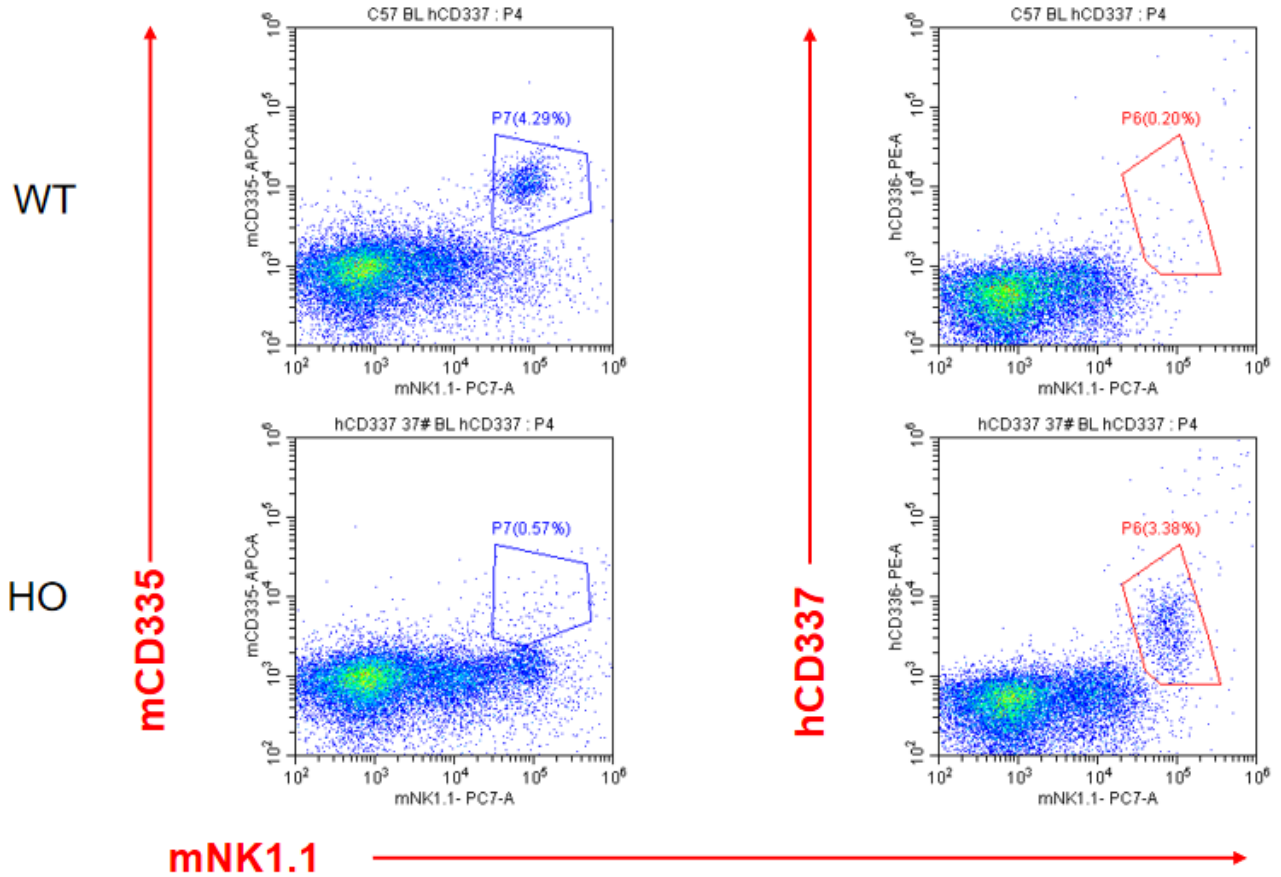 C57 BL hCD337 : P4
P7(4.29%)
mCD335- APC-A
10^6
10^5
10^4
10^3
10^2
10^2 10^3 10^4 10^5 10^6
mNK1.1- PC7-A
C57 BL hCD337 : P4
P6(0.20%)
hCD336- PE-A
10^6
10^5
10^4
10^3
10^2
10^2 10^3 10^4 10^5 10^6
mNK1.1- PC7-A
WT
hCD337 37# BL hCD337 : P4
P7(0.57%)
mCD335- APC-A
10^6
10^5
10^4
10^3
10^2
10^2 10^3 10^4 10^5 10^6
mNK1.1- PC7-A
hCD337 37# BL hCD337 : P4
P6(3.38%)
hCD336- PE-A
10^6
10^5
10^4
10^3
10^2
10^2 10^3 10^4 10^5 10^6
mNK1.1- PC7-A
HO
mCD335
hCD337
mNK1.1